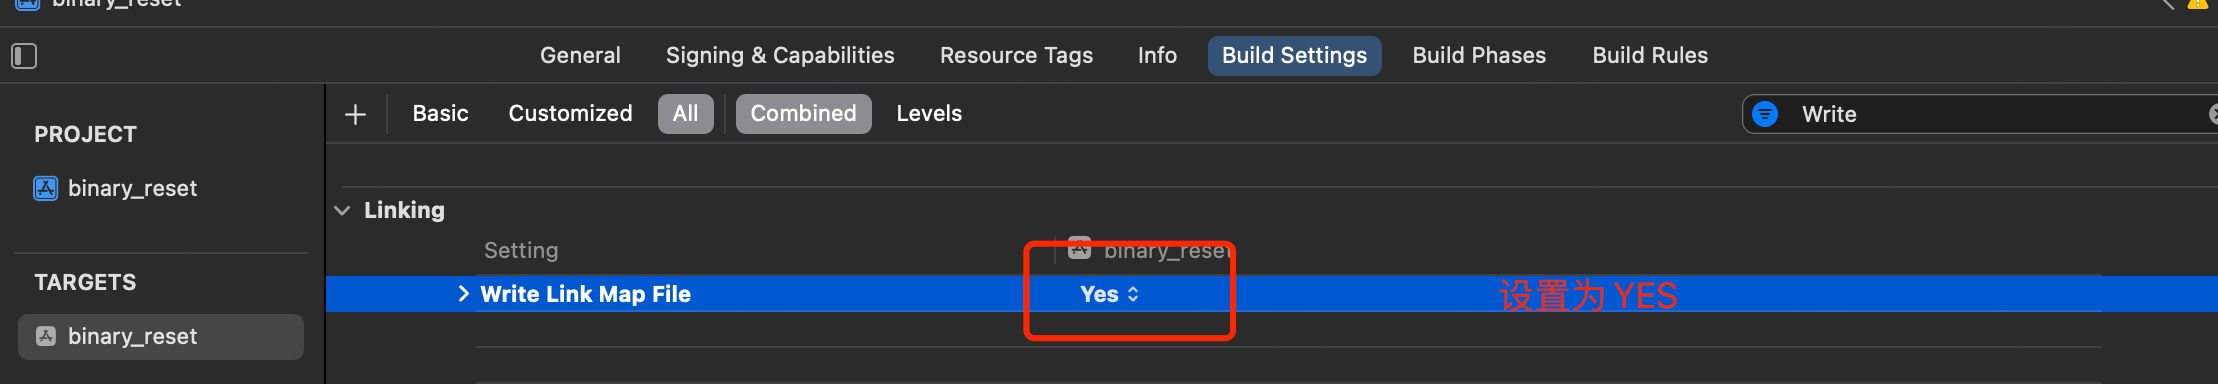 binary_reset
General Signing & Capabilities Resource Tags Info Build Settings Build Phases Build Rules
Basic Customized All Combined Levels Write
PROJECT
binary_reset
Linking
Setting binary_reset
TARGETS
Write Link Map File Yes 设置为 YES
binary_reset